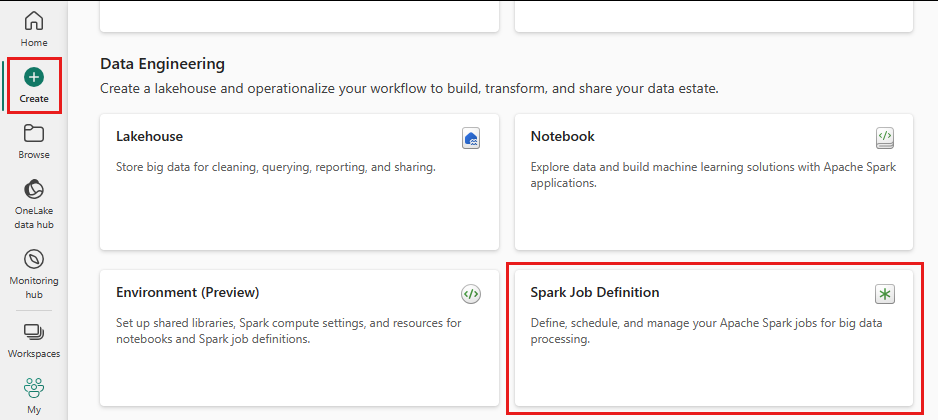 Home
Create
Browse
OneLake
data hub
Monitoring
hub
Workspaces
My
Data Engineering
Create a lakehouse and operationalize your workflow to build, transform, and share your data estate.
Lakehouse
Store big data for cleaning, querying, reporting, and sharing.
Notebook
Explore data and build machine learning solutions with Apache Spark
applications.
Environment (Preview)
Set up shared libraries, Spark compute settings, and resources for
notebooks and Spark job definitions.
Spark Job Definition
Define, schedule, and manage your Apache Spark jobs for big data
processing.